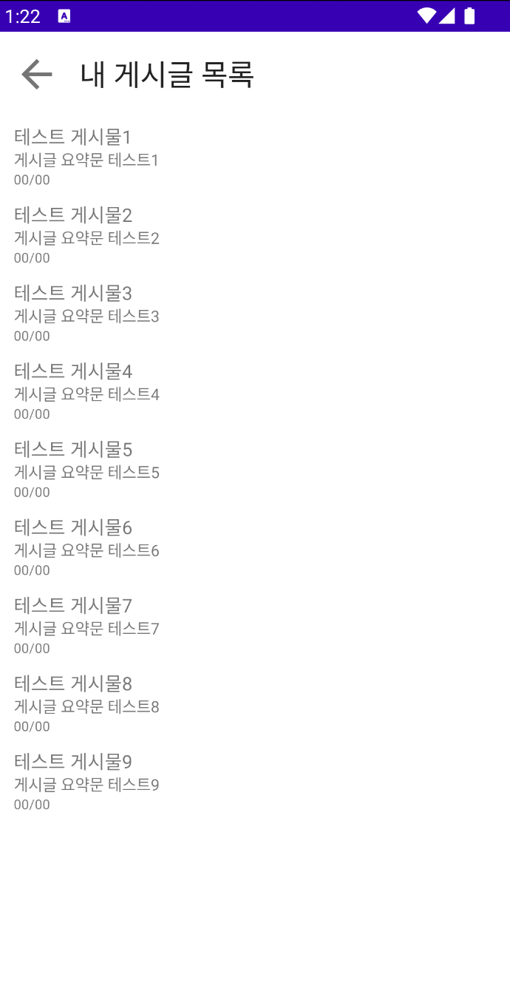 1:22 A
내 게시글 목록
테스트 게시물1
게시글 요약문 테스트1
00/00
테스트 게시물2
게시글 요약문 테스트2
00/00
테스트 게시물3
게시글 요약문 테스트3
00/00
테스트 게시물4
게시글 요약문 테스트4
00/00
테스트 게시물5
게시글 요약문 테스트5
00/00
테스트 게시물6
게시글 요약문 테스트6
00/00
테스트 게시물7
게시글 요약문 테스트7
00/00
테스트 게시물8
게시글 요약문 테스트8
00/00
테스트 게시물9
게시글 요약문 테스트9
00/00